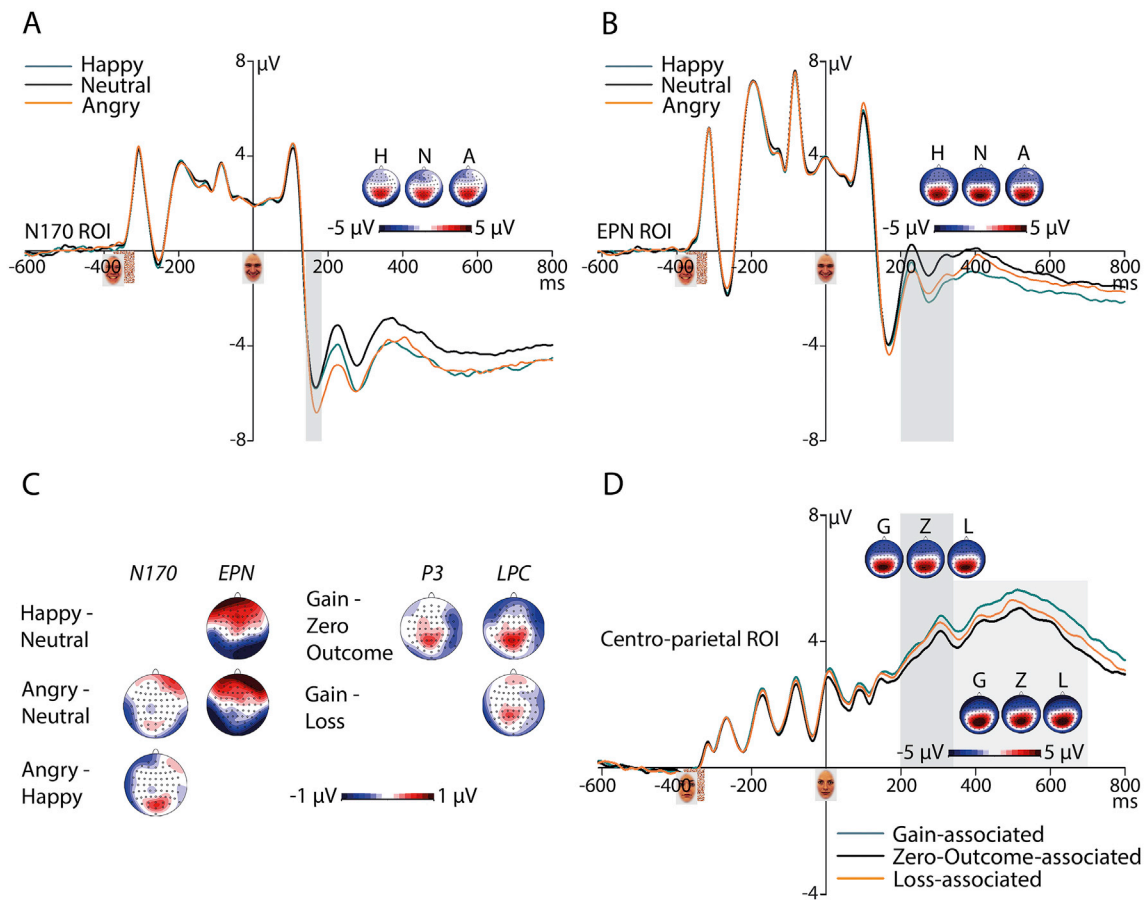 A
8
μV
Happy
Neutral
Angry
4
H N A
-5 μV 5 μV
N170 ROI
-600 -400 -200 200 400 600 800
ms
-4
-8
B
8
μV
Happy
Neutral
Angry
4
H N A
-5 μV 5 μV
EPN ROI
-600 -400 -200 200 400 600 800
ms
-4
-8
C
N170 EPN
Happy -
Neutral
Angry -
Neutral
Angry -
Happy
P3 LPC
Gain -
Zero
Outcome
Gain -
Loss
-1 μV 1 μV
D
8
μV
G Z L
Centro-parietal ROI
4
G Z L
-5 μV 5 μV
-600 -400 -200 200 400 600 800
ms
Gain-associated
Zero-Outcome-associated
Loss-associated
-4